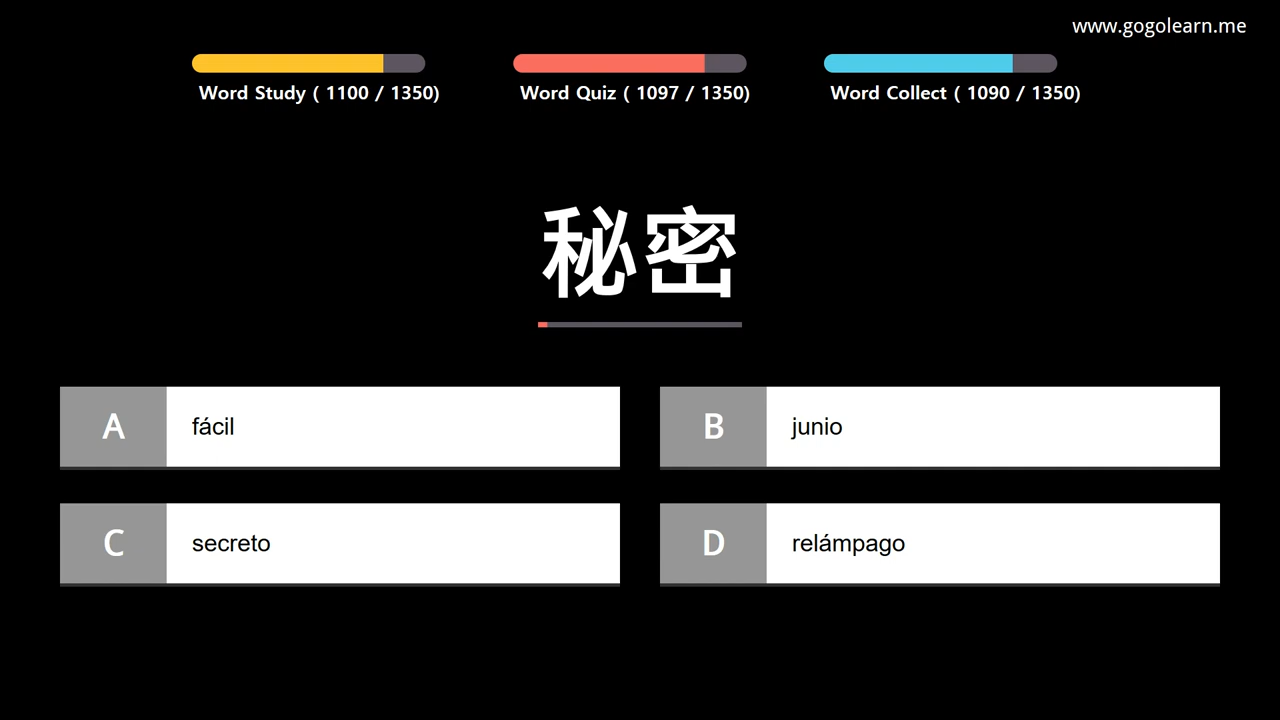 www.gogolearn.me
Word Study ( 1100 / 1350)
Word Quiz ( 1097 / 1350)
Word Collect ( 1090 / 1350)
秘密
A fácil
B junio
C secreto
D relámpago